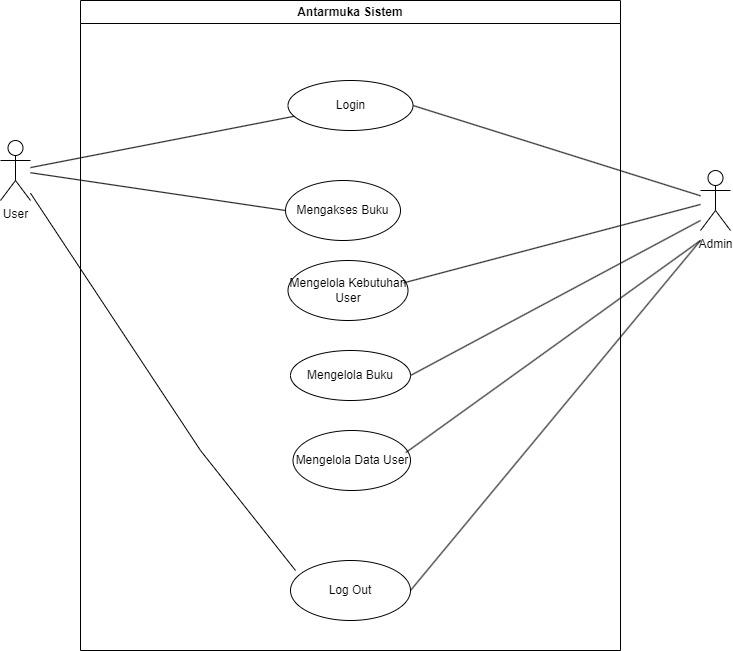 Antarmuka Sistem
Login
User
Mengakses Buku
Admin
Mengelola Kebutuhan
User
Mengelola Buku
Mengelola Data User
Log Out